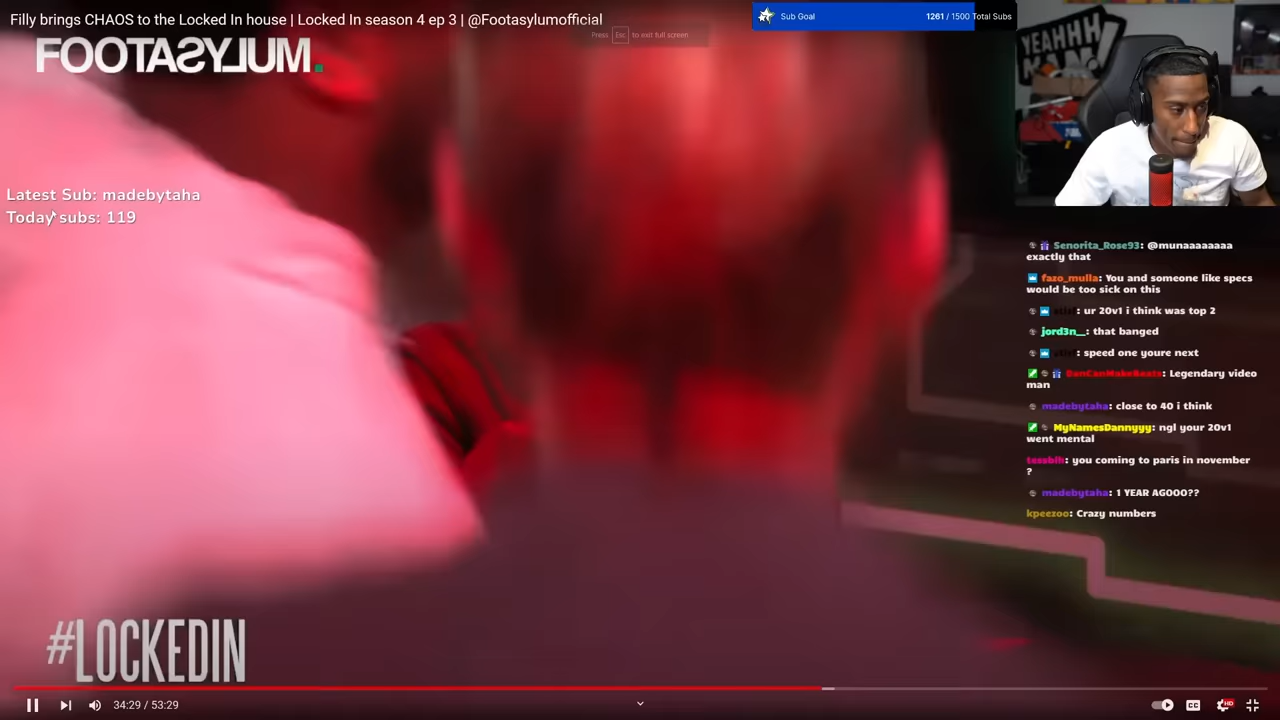 Filly brings CHAOS to the Locked In house | Locked In season 4 ep 3 | @Footasylumofficial
Press Esc to exit full screen
Sub Goal 1261 / 1500 Total Subs
FOOTASYLUM.
YEAHHH
Latest Sub: madebytaha
Today subs: 119
Senorita_Rose93: @munaaaaaaaa
exactly that
fazo_mulla: You and someone like specs
would be too sick on this
: ur 20v1 i think was top 2
jord3n__: that banged
: speed one youre next
DanCanMakeBeats: Legendary video
man
madebytaha: close to 40 i think
MyNamesDannyyy: ngl your 20v1
went mental
: you coming to paris in november
?
madebytaha: 1 YEAR AGOOO??
kpeezoo: Crazy numbers
#LOCKEDIN
34:29 / 53:29
CC
HD